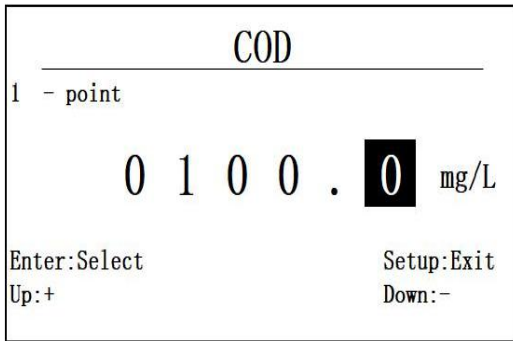 COD
1 - point
0 1 0 0 . 0 mg/L
Enter:Select Setup:Exit
Up:+ Down:-